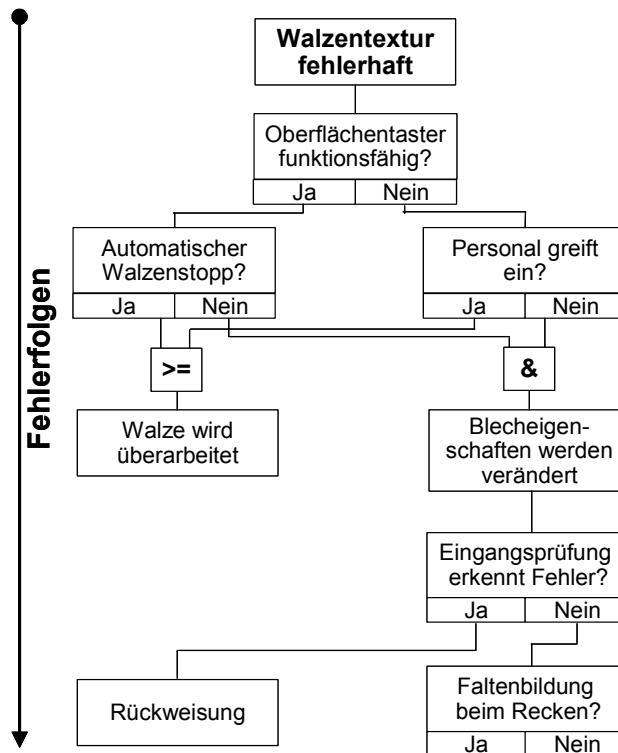 Fehlerfolgen
Walzentextur
fehlerhaft
Oberflächentaster
funktionsfähig?
Ja Nein
Automatischer
Walzenstopp?
Ja Nein
Personal greift
ein?
Ja Nein
>=
&
Walze wird
überarbeitet
Blecheigen-
schaften werden
verändert
Eingangsprüfung
erkennt Fehler?
Ja Nein
Rückweisung
Faltenbildung
beim Recken?
Ja Nein